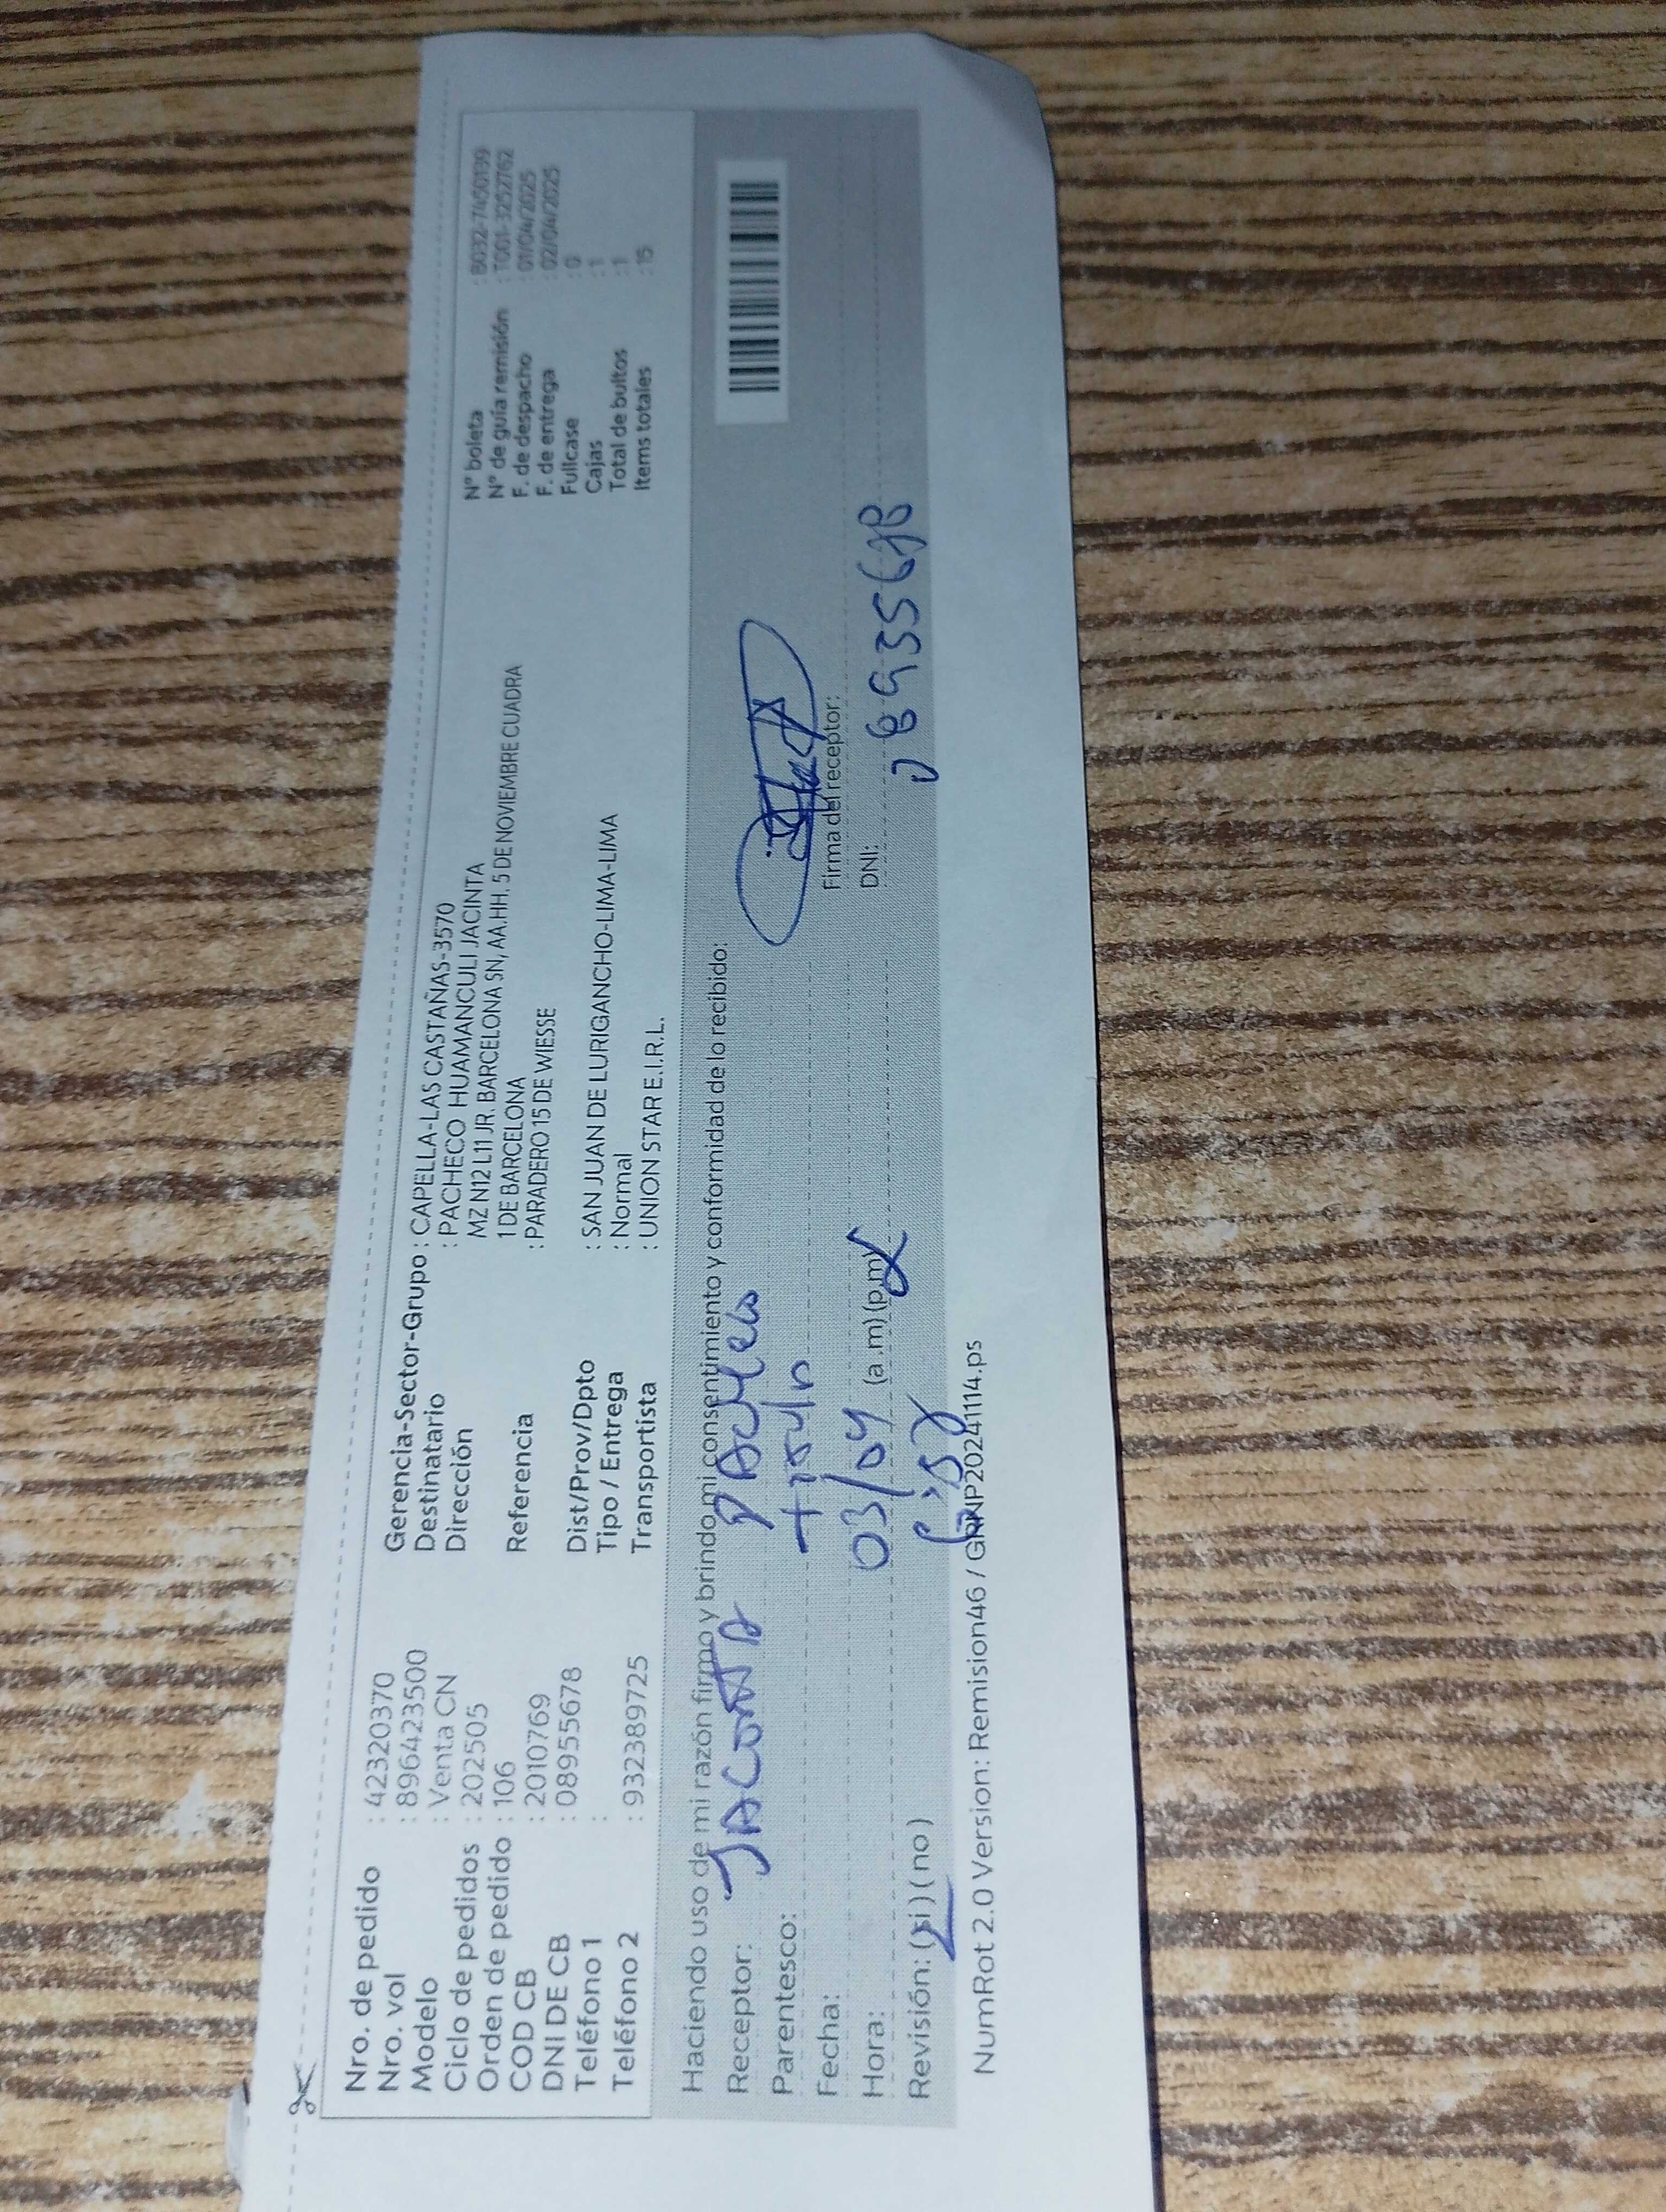 Nro. de pedido : 42320370
Nro. vol : 89642350​0
Modelo : Venta CN
Ciclo de pedidos : 202505
Orden de pedido : 106
COD CB : 2010769
DNI DE CB : 08955678
Teléfono 1 :
Teléfono 2 : 932389725
Gerencia-Sector-Grupo : CAPELLA-LAS CASTAÑAS-3570
Destinatario : PACHECO HUAMANCULI JACINTA
Dirección MZ N12 L11 JR. BARCELONA SN, AA.HH. 5 DE NOVIEMBRE CUADRA
1 DE BARCELONA
Referencia : PARADERO 15 DE WIESSE
Dist/Prov/Dpto : SAN JUAN DE LURIGANCHO-LIMA-LIMA
Tipo / Entrega : Normal
Transportista : UNION STAR E.I.R.L.
N° boleta
N° de guía remisión : T001-3252762
F. de despacho : 01/04/2025
F. de entrega : 02/04/2025
Fullcase : 0
Cajas : 1
Total de bultos : 1
Items totales : 15
Haciendo uso de mi razón firmo y brindo mi consentimiento y conformidad de lo recibido:
Receptor: JACINTA PACHECO
Parentesco: titular
Fecha: 03/04
Hora: (a .m) (p.m)
Revisión: (si) (no)
Firma del receptor:
DNI: 08955678
NumRot 2.0 Version: Remision46 / GRNP20241114.ps